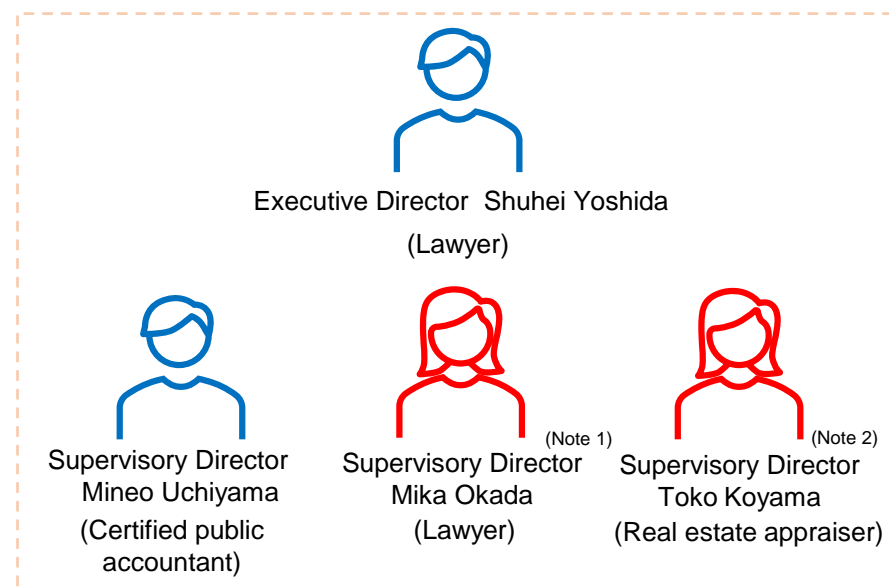 Executive Director Shuhei Yoshida
(Lawyer)
Supervisory Director
Mineo Uchiyama
(Certified public
accountant)
(Note 1)
Supervisory Director
Mika Okada
(Lawyer)
(Note 2)
Supervisory Director
Toko Koyama
(Real estate appraiser)